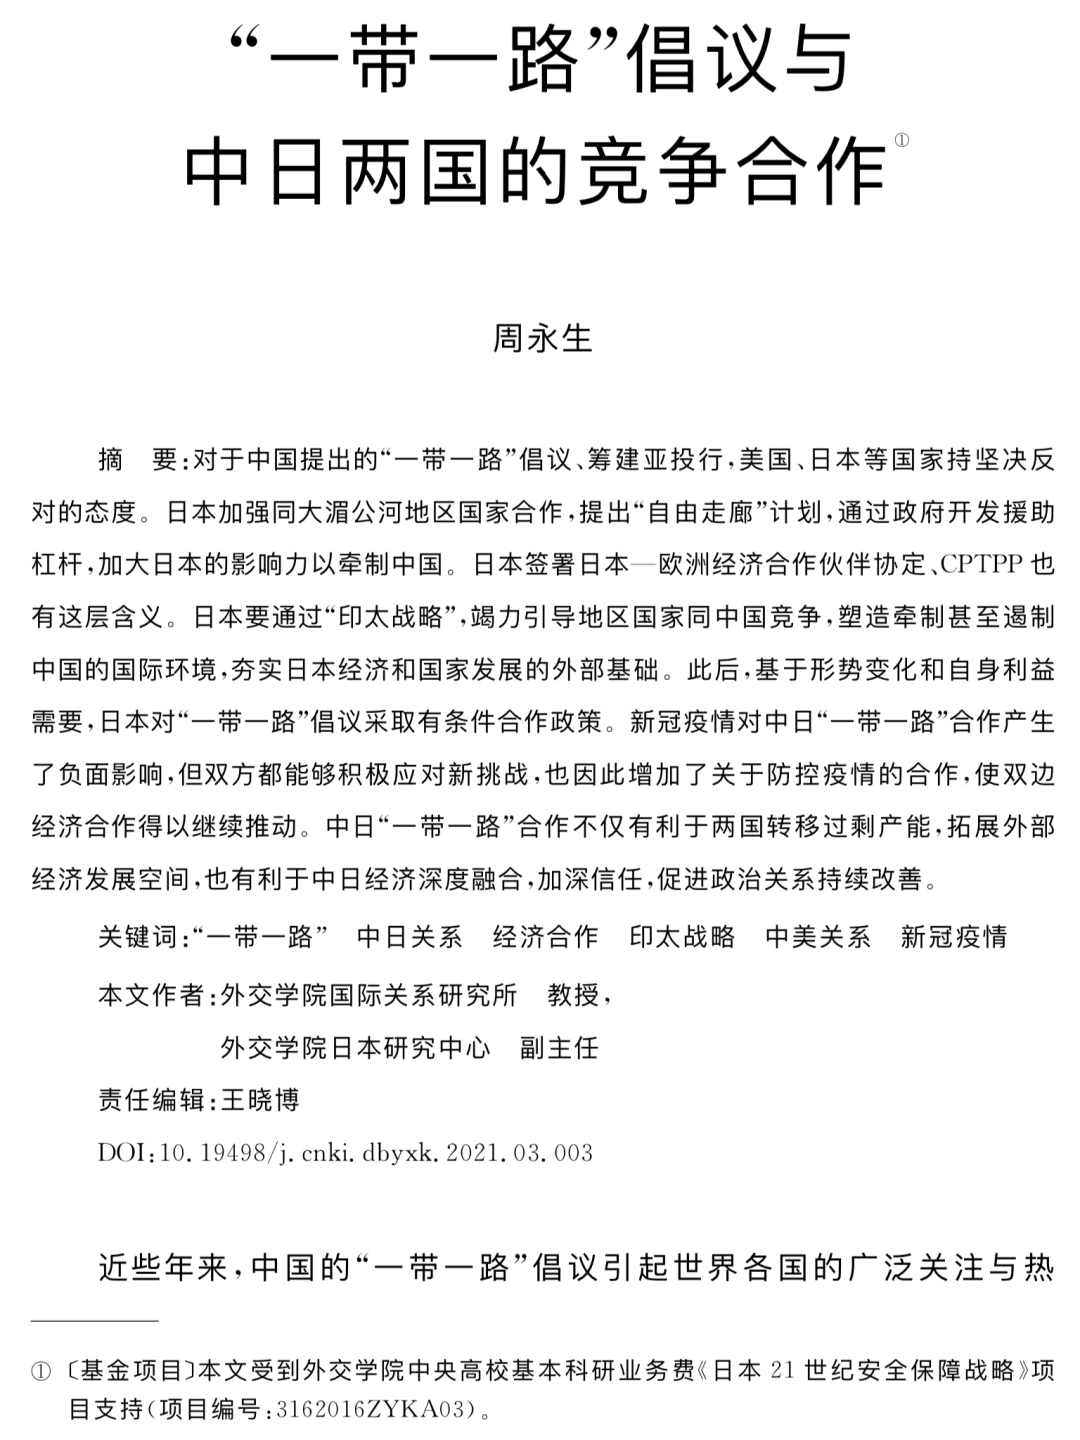 “一带一路”倡议与
中日两国的竞争合作①
周永生
摘　要:对于中国提出的“一带一路”倡议、筹建亚投行,美国、日本等国家持坚决反
对的态度。日本加强同大湄公河地区国家合作,提出“自由走廊”计划,通过政府开发援助
杠杆,加大日本的影响力以牵制中国。日本签署日本—欧洲经济合作伙伴协定、CPTPP 也
有这层含义。日本要通过“印太战略”,竭力引导地区国家同中国竞争,塑造牵制甚至遏制
中国的国际环境,夯实日本经济和国家发展的外部基础。此后,基于形势变化和自身利益
需要,日本对“一带一路”倡议采取有条件合作政策。新冠疫情对中日“一带一路”合作产生
了负面影响,但双方都能够积极应对新挑战,也因此增加了关于防控疫情的合作,使双边
经济合作得以继续推动。中日“一带一路”合作不仅有利于两国转移过剩产能,拓展外部
经济发展空间,也有利于中日经济深度融合,加深信任,促进政治关系持续改善。
关键词:“一带一路”　中日关系　经济合作　印太战略　中美关系　新冠疫情
本文作者:外交学院国际关系研究所　教授,
外交学院日本研究中心　副主任
责任编辑:王晓博
DOI:10. 19498/j. cnki. dbyxk. 2021. 03. 003
近些年来,中国的“一带一路”倡议引起世界各国的广泛关注与热
① 〔基金项目〕本文受到外交学院中央高校基本科研业务费《日本 21 世纪安全保障战略》项
目支持(项目编号:3162016ZYKA03)。